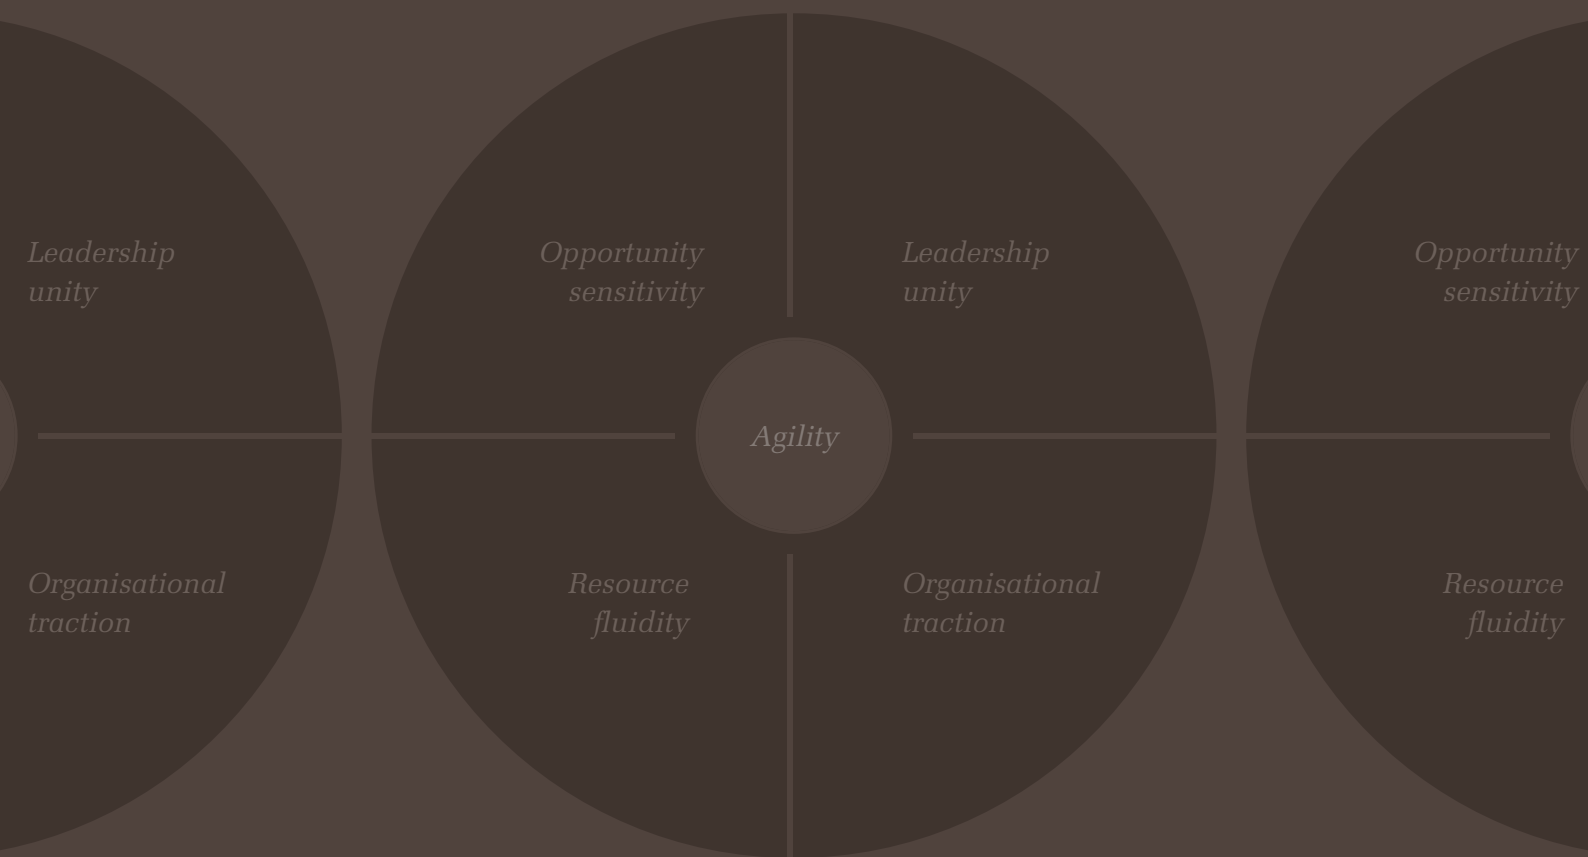 Leadership
unity
Opportunity
sensitivity
Leadership
unity
Opportunity
sensitivity
Agility
Organisational
traction
Resource
fluidity
Organisational
traction
Resource
fluidity